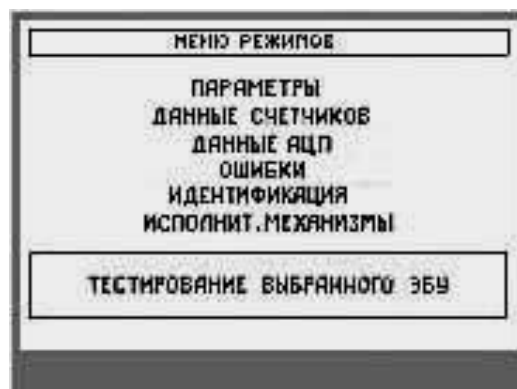 МЕНЮ РЕЖИМОВ
ПАРАМЕТРЫ
ДАННЫЕ СЧЕТЧИКОВ
ДАННЫЕ АЦП
ОШИБКИ
ИДЕНТИФИКАЦИЯ
ИСПОЛНИТ.МЕХАНИЗМЫ
ТЕСТИРОВАНИЕ ВЫБРАННОГО ЭБУ